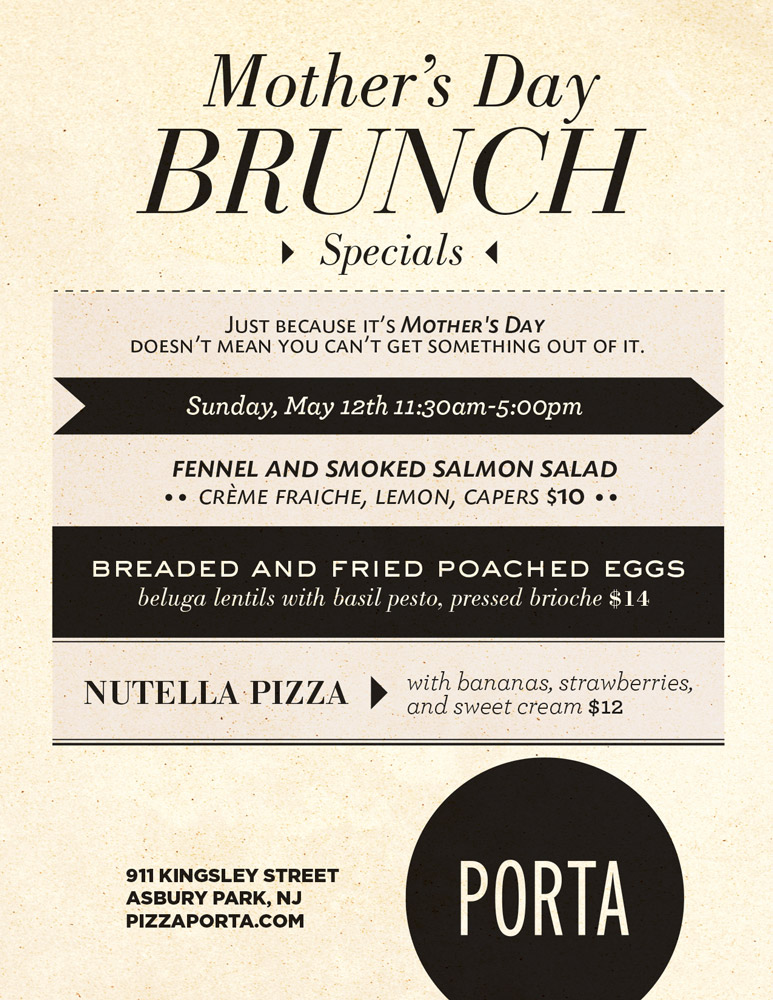 Mother's Day
BRUNCH
Specials
Just because it's Mother's Day
doesn't mean you can't get something out of it.
Sunday, May 12th 11:30am-5:00pm
FENNEL AND SMOKED SALMON SALAD
•• CRÈME FRAICHE, LEMON, CAPERS $10 ••
BREADED AND FRIED POACHED EGGS
beluga lentils with basil pesto, pressed brioche $14
NUTELLA PIZZA
with bananas, strawberries,
and sweet cream $12
911 KINGSLEY STREET
ASBURY PARK, NJ
PIZZAPORTA.COM
PORTA